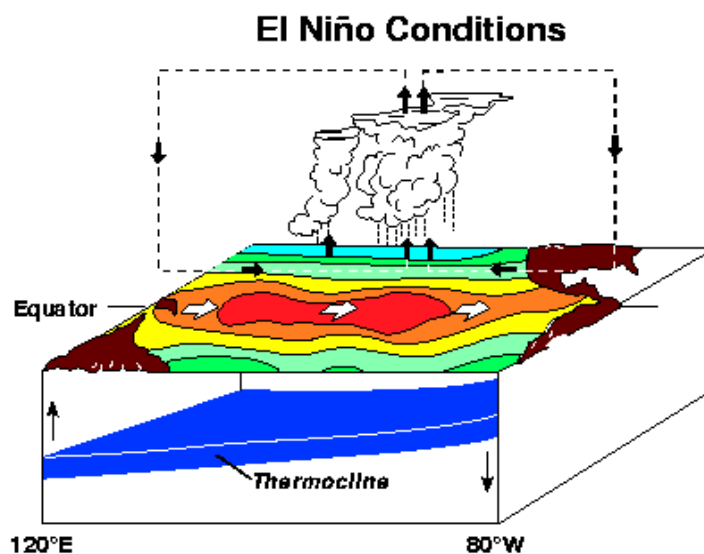 El Niño Conditions
Equator
Thermocline
120°E
80°W